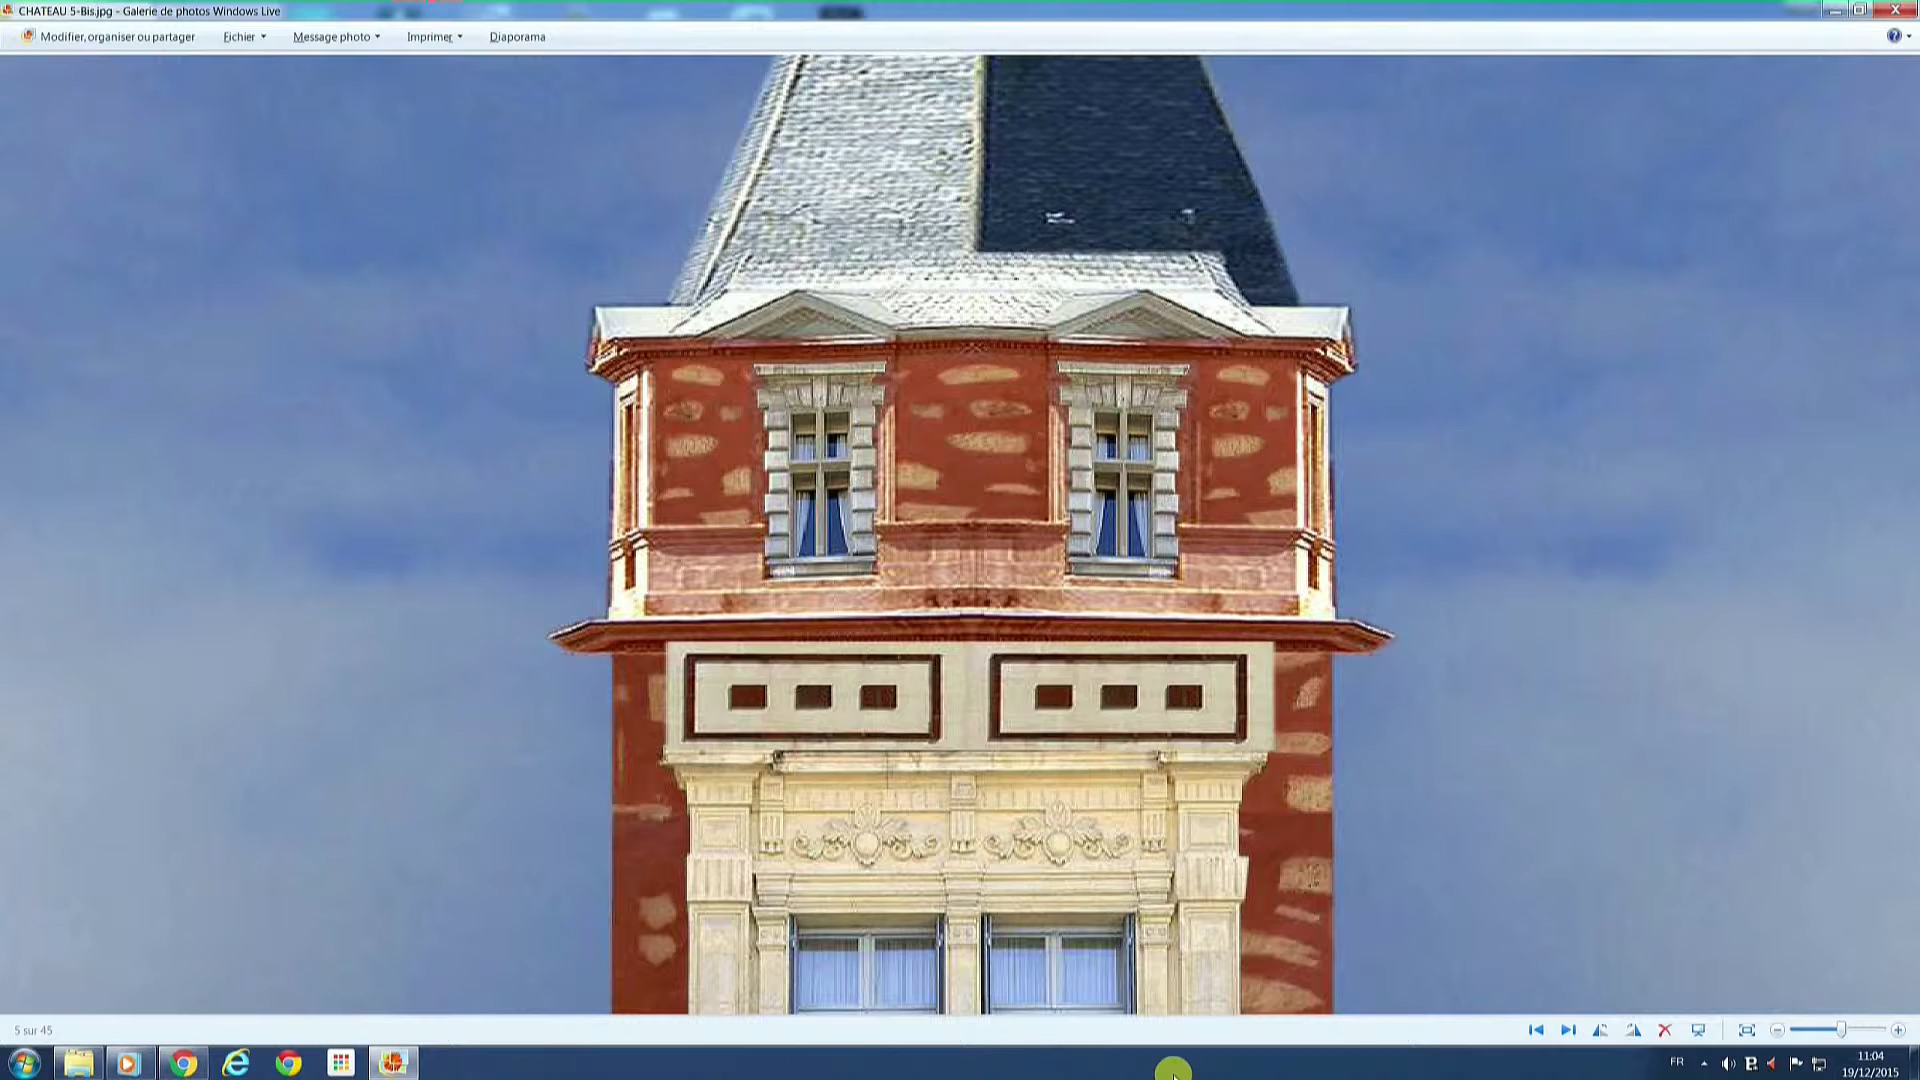 CHATEAU 5-Bis.jpg - Galerie de photos Windows Live
Modifier, organiser ou partager Fichier Message photo Imprimer Diaporama
5 sur 45
FR
11:04
19/12/2015